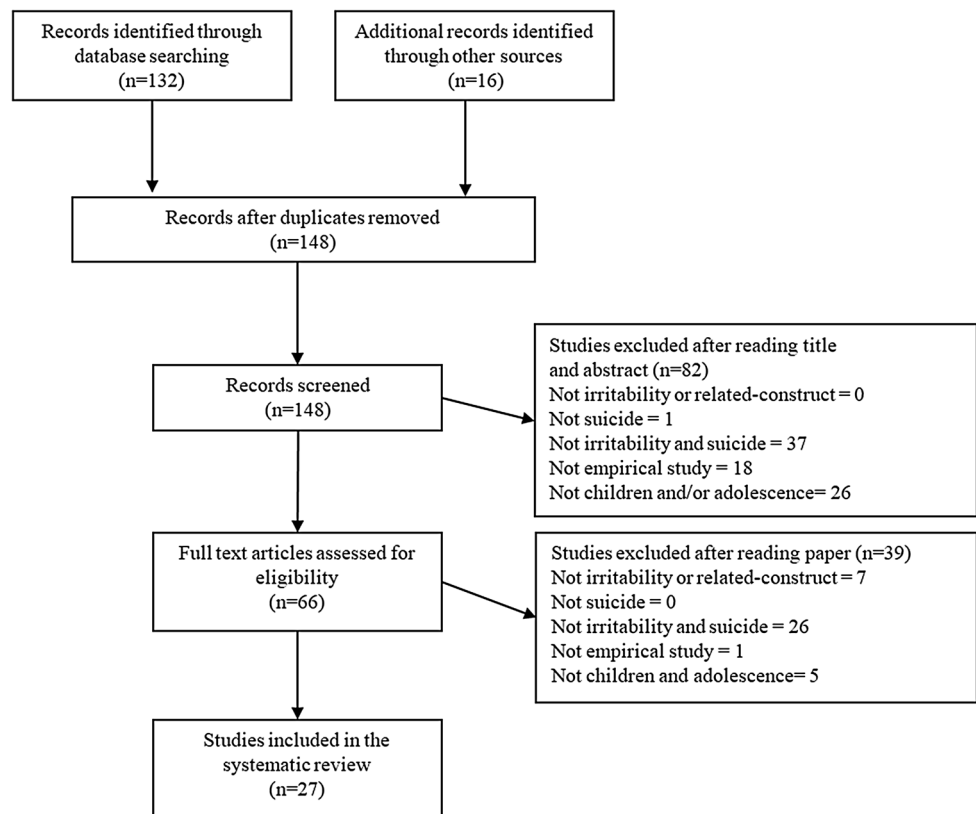 Records identified through
database searching
(n=132)
Additional records identified
through other sources
(n=16)
Records after duplicates removed
(n=148)
Records screened
(n=148)
Studies excluded after reading title
and abstract (n=82)
Not irritability or related-construct = 0
Not suicide = 1
Not irritability and suicide = 37
Not empirical study = 18
Not children and/or adolescence= 26
Full text articles assessed for
eligibility
(n=66)
Studies excluded after reading paper (n=39)
Not irritability or related-construct = 7
Not suicide = 0
Not irritability and suicide = 26
Not empirical study = 1
Not children and adolescence= 5
Studies included in the
systematic review
(n=27)